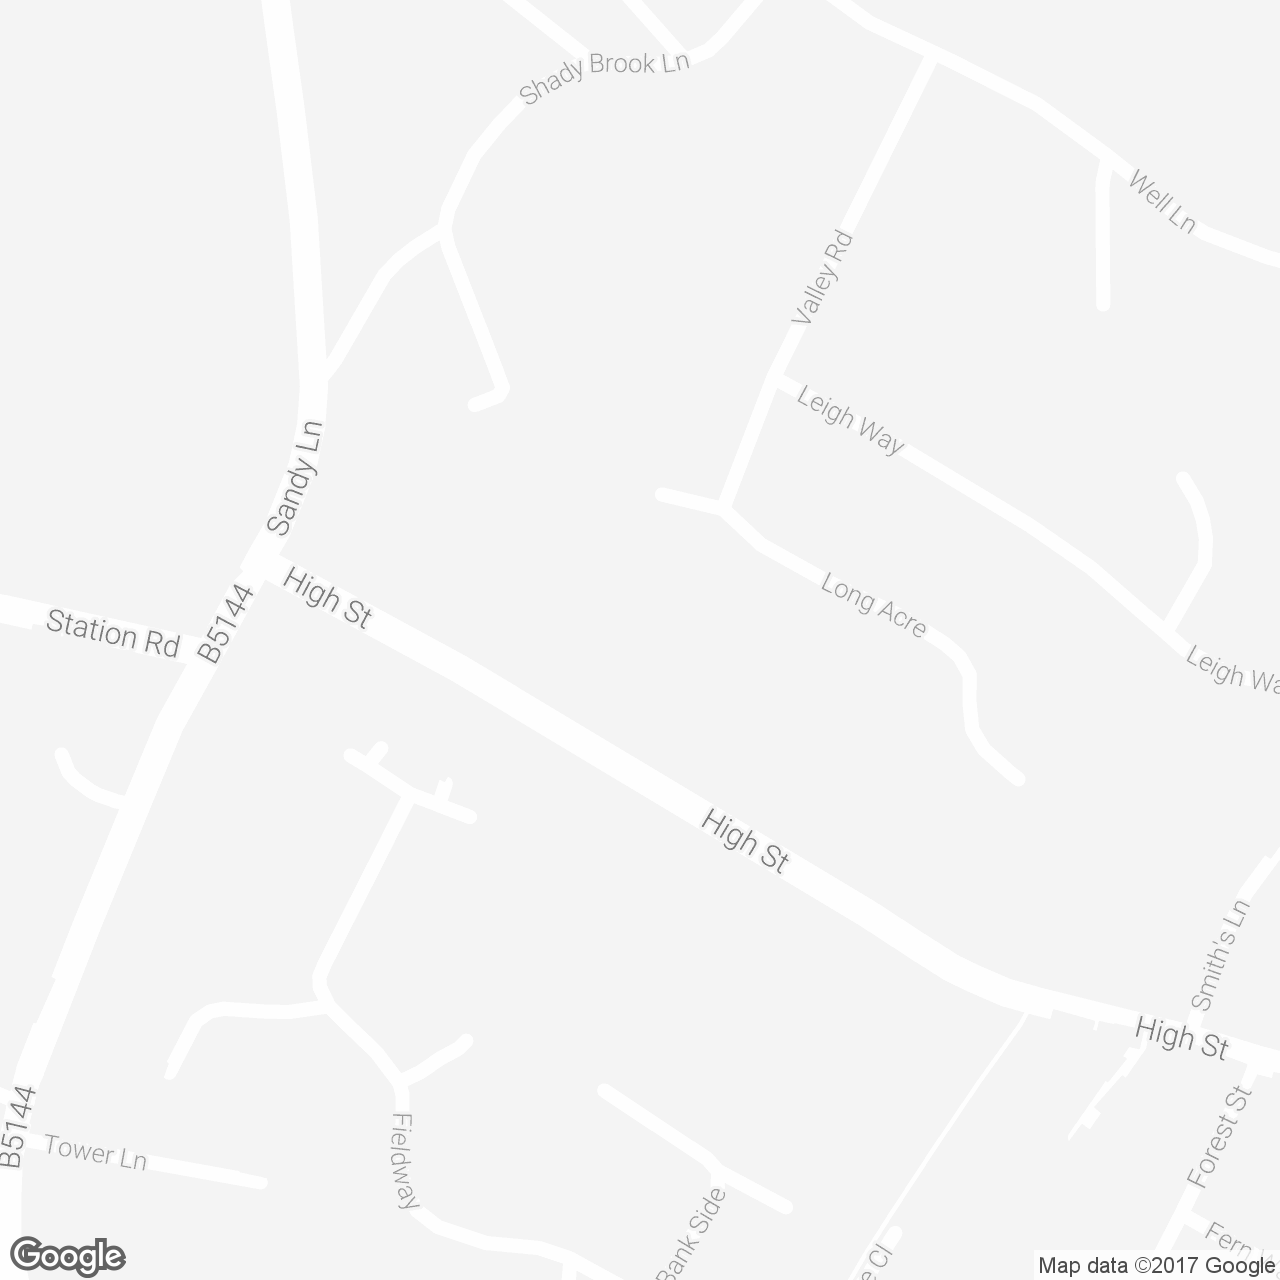 Shady Brook Ln
Well Ln
Valley Rd
Leigh Way
Sandy Ln
High St
Long Acre
B5144
Station Rd
Leigh
High St
Smith's Ln
High St
B5144
Forest St
Tower Ln
Fieldway
Bank Side
Fern
Cl
Google
Map data ©2017 Google